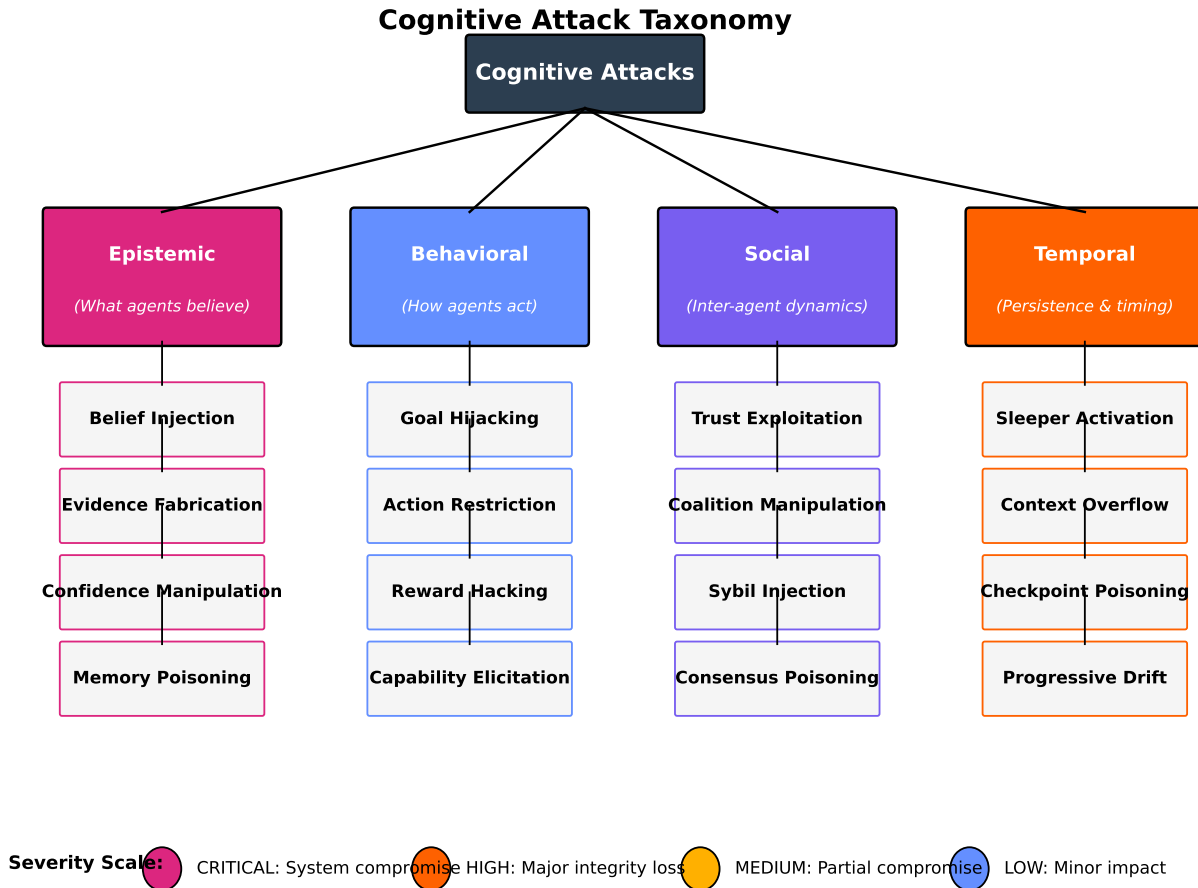 Cognitive Attack Taxonomy
Cognitive Attacks
Epistemic
(What agents believe)
Behavioral
(How agents act)
Social
(Inter-agent dynamics)
Temporal
(Persistence & timing)
Belief Injection
Goal Hijacking
Trust Exploitation
Sleeper Activation
Evidence Fabrication
Action Restriction
Coalition Manipulation
Context Overflow
Confidence Manipulation
Reward Hacking
Sybil Injection
Checkpoint Poisoning
Memory Poisoning
Capability Elicitation
Consensus Poisoning
Progressive Drift
Severity Scale:
CRITICAL: System compromise
HIGH: Major integrity loss
MEDIUM: Partial compromise
LOW: Minor impact